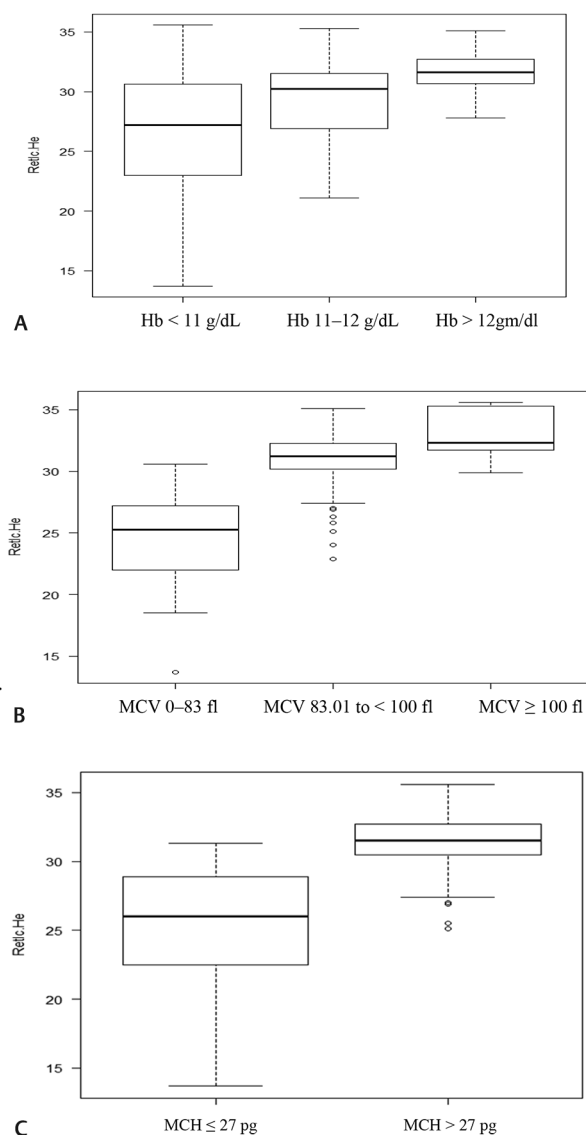 35
30
25
20
15
Retic.He
A
Hb < 11 g/dL
Hb 11–12 g/dL
Hb > 12gm/dl
35
30
25
20
15
Retic.He
B
MCV 0–83 fl
MCV 83.01 to < 100 fl
MCV ≥ 100 fl
35
30
25
20
15
Retic.He
C
MCH ≤ 27 pg
MCH > 27 pg